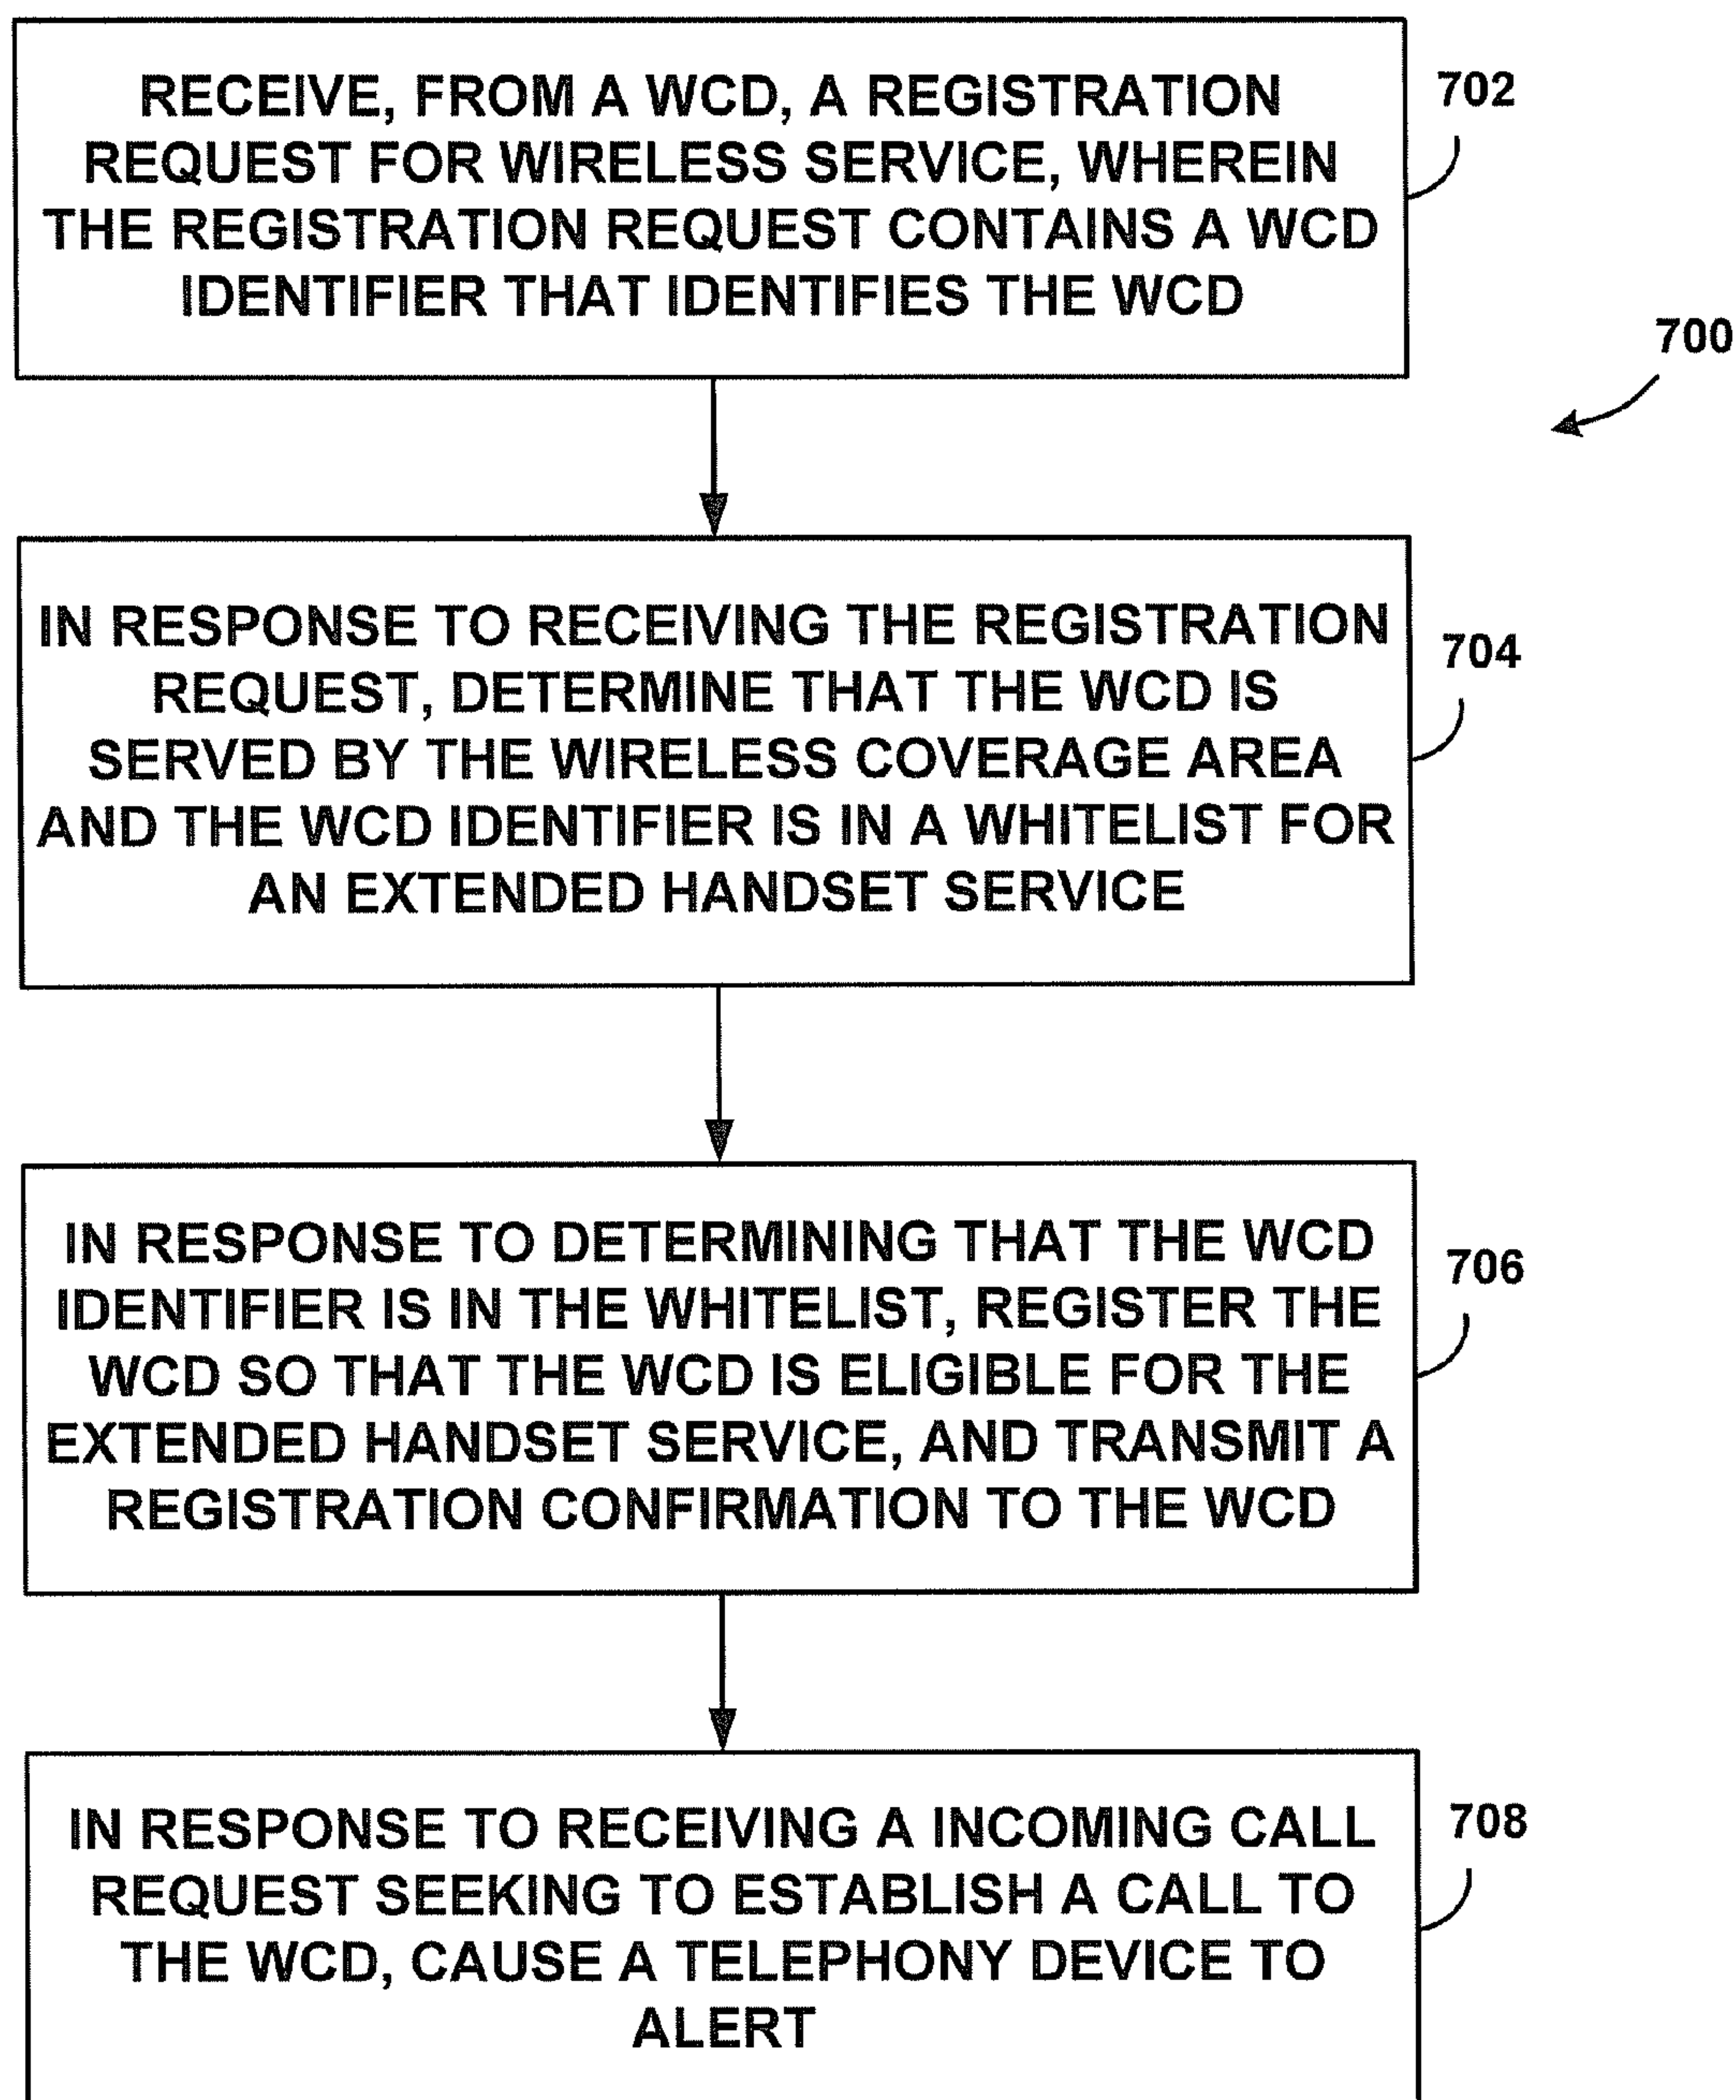 RECEIVE, FROM A WCD, A REGISTRATION
REQUEST FOR WIRELESS SERVICE, WHEREIN
THE REGISTRATION REQUEST CONTAINS A WCD
IDENTIFIER THAT IDENTIFIES THE WCD
702
700
IN RESPONSE TO RECEIVING THE REGISTRATION
REQUEST, DETERMINE THAT THE WCD IS
SERVED BY THE WIRELESS COVERAGE AREA
AND THE WCD IDENTIFIER IS IN A WHITELIST FOR
AN EXTENDED HANDSET SERVICE
704
IN RESPONSE TO DETERMINING THAT THE WCD
IDENTIFIER IS IN THE WHITELIST, REGISTER THE
WCD SO THAT THE WCD IS ELIGIBLE FOR THE
EXTENDED HANDSET SERVICE, AND TRANSMIT A
REGISTRATION CONFIRMATION TO THE WCD
706
IN RESPONSE TO RECEIVING A INCOMING CALL
REQUEST SEEKING TO ESTABLISH A CALL TO
THE WCD, CAUSE A TELEPHONY DEVICE TO
ALERT
708